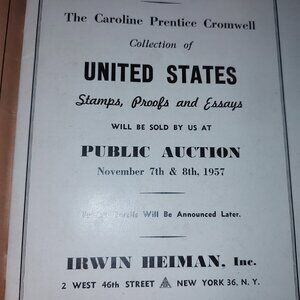 The Caroline Prentice Cromwell
Collection of
UNITED STATES
Stamps, Proofs and Essays
WILL BE SOLD BY US AT
PUBLIC AUCTION
November 7th & 8th, 1957
Will Be Announced Later.
IRWIN HEIMAN, Inc.
2 WEST 46th STREET NEW YORK 36, N. Y.